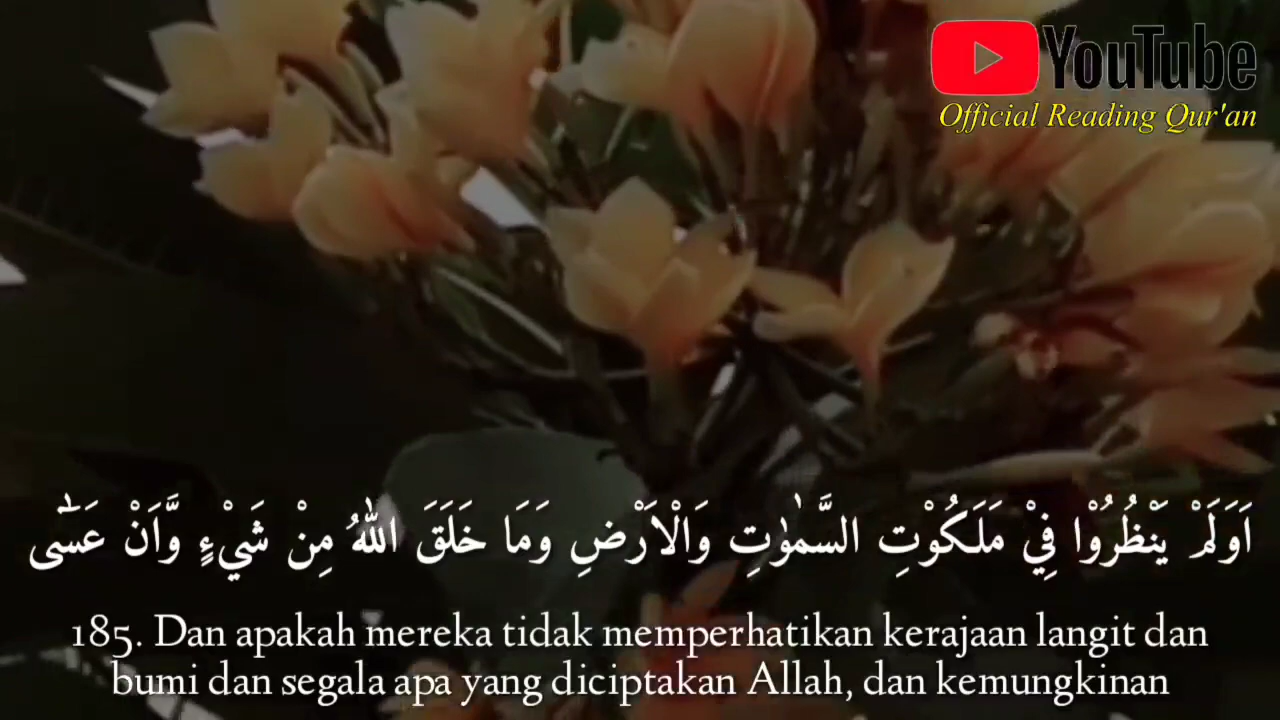 YouTube
Official Reading Qur'an
اَوَلَمْ يَنْظُرُوْا فِيْ مَلَكُوْتِ السَّمٰوٰتِ وَالْاَرْضِ وَمَا خَلَقَ اللّٰهُ مِنْ شَيْءٍ وَّاَنْ عَسٰٓى
185. Dan apakah mereka tidak memperhatikan kerajaan langit dan
bumi dan segala apa yang diciptakan Allah, dan kemungkinan